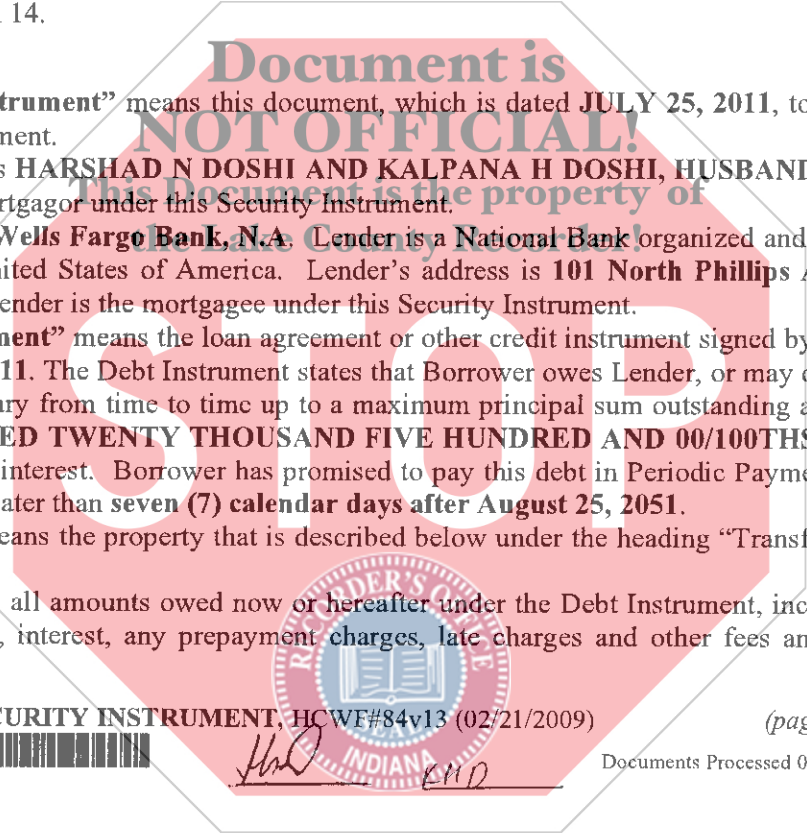 14.
Document is
trument” means this document, which is dated JULY 25, 2011, to
NOT OFFICIAL!
ment.
s HARSHAD N DOSHI AND KALPANA H DOSHI, HUSBAND
This Document is the property of
rtgagor under this Security Instrument.
the Lake County Recorder!
Wells Fargo Bank, N.A. Lender is a National Bank organized and
nited States of America. Lender’s address is 101 North Phillips A
ender is the mortgagee under this Security Instrument.
STOP
ment” means the loan agreement or other credit instrument signed by
11. The Debt Instrument states that Borrower owes Lender, or may
ary from time to time up to a maximum principal sum outstanding a
ED TWENTY THOUSAND FIVE HUNDRED AND 00/100THS
interest. Borrower has promised to pay this debt in Periodic Payme
ater than seven (7) calendar days after August 25, 2051.
eans the property that is described below under the heading “Transf
RECORDER'S OFFICE
all amounts owed now or hereafter under the Debt Instrument, inc
, interest, any prepayment charges, late charges and other fees an
SEAL
CURITY INSTRUMENT, HCWF#84v13 (02/21/2009)
(pag
INDIANA
KHD
Documents Processed 0